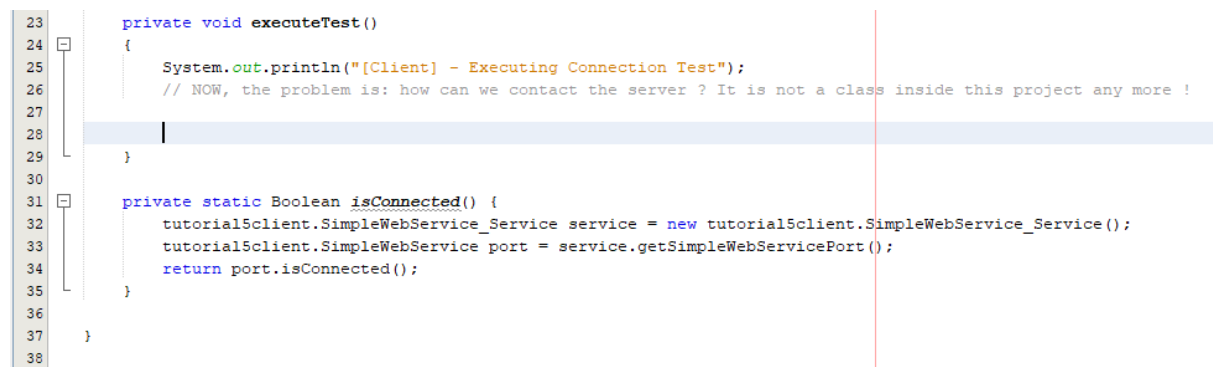 23 private void executeTest()
24 {
25 System.out.println("[Client] - Executing Connection Test");
26 // NOW, the problem is: how can we contact the server ? It is not a class inside this project any more !
27
28
29 }
30
31 private static Boolean isConnected() {
32 tutorial5client.SimpleWebService_Service service = new tutorial5client.SimpleWebService_Service();
33 tutorial5client.SimpleWebService port = service.getSimpleWebServicePort();
34 return port.isConnected();
35 }
36
37 }
38